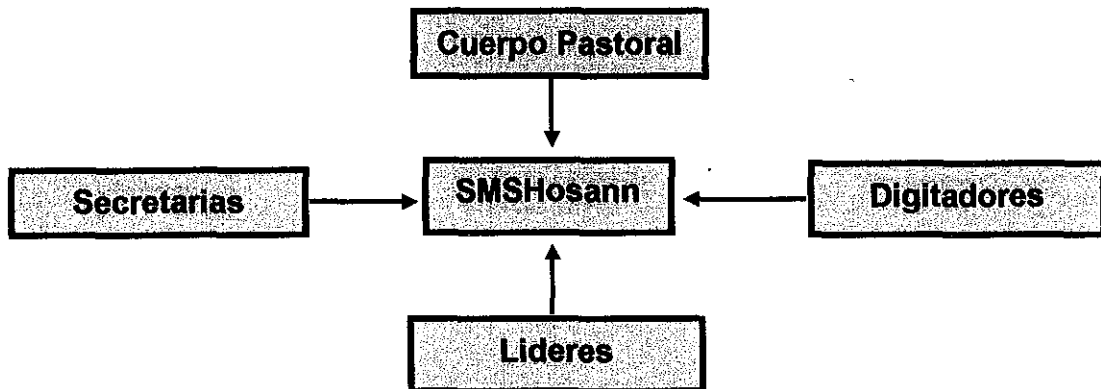 Cuerpo Pastoral
Secretarias
SMSHosann
Digitadores
Lideres